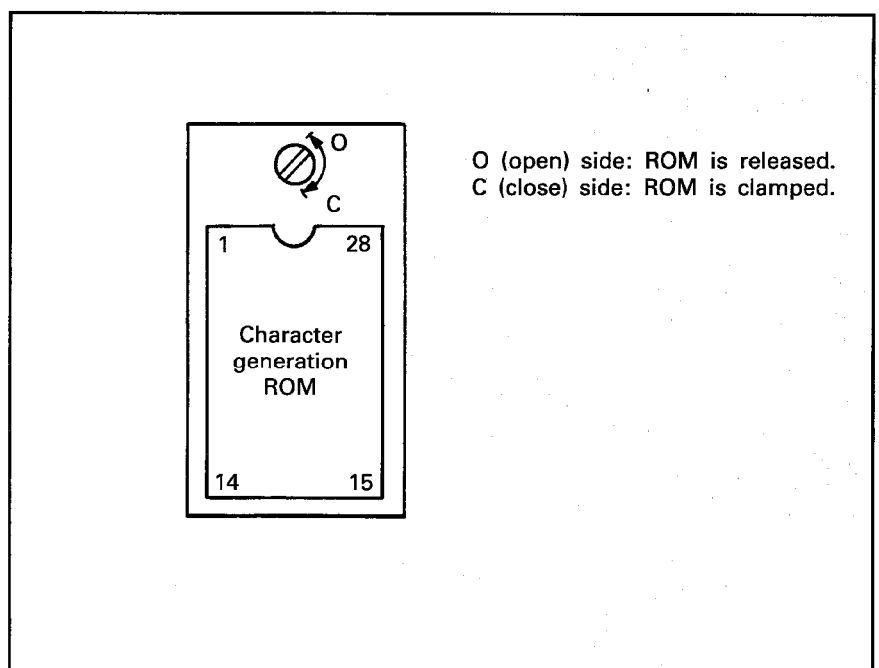 O
C
O (open) side: ROM is released.
C (close) side: ROM is clamped.
1 28
Character
generation
ROM
14 15